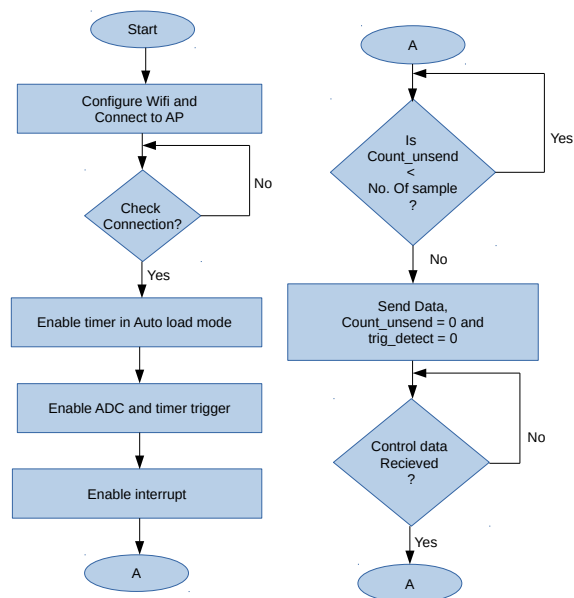 Start
Configure Wifi and
Connect to AP
No
Check
Connection?
Yes
Enable timer in Auto load mode
Enable ADC and timer trigger
Enable interrupt
A
A
Is
Count_unsend
<
No. Of sample
?
Yes
No
Send Data,
Count_unsend = 0 and
trig_detect = 0
Control data
Recieved
?
No
Yes
A